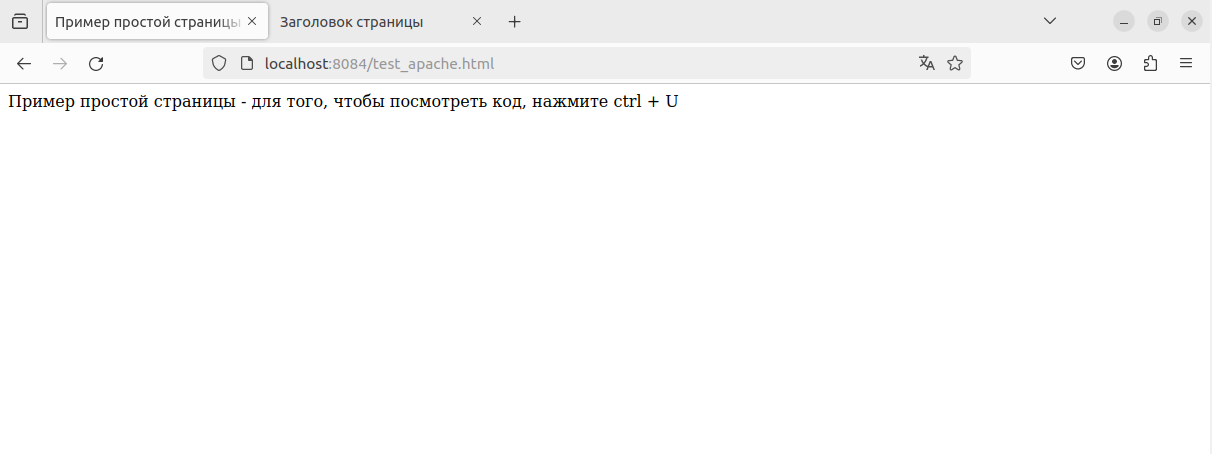 Пример простой страницы
Заголовок страницы
localhost:8084/test_apache.html
Пример простой страницы - для того, чтобы посмотреть код, нажмите ctrl + U